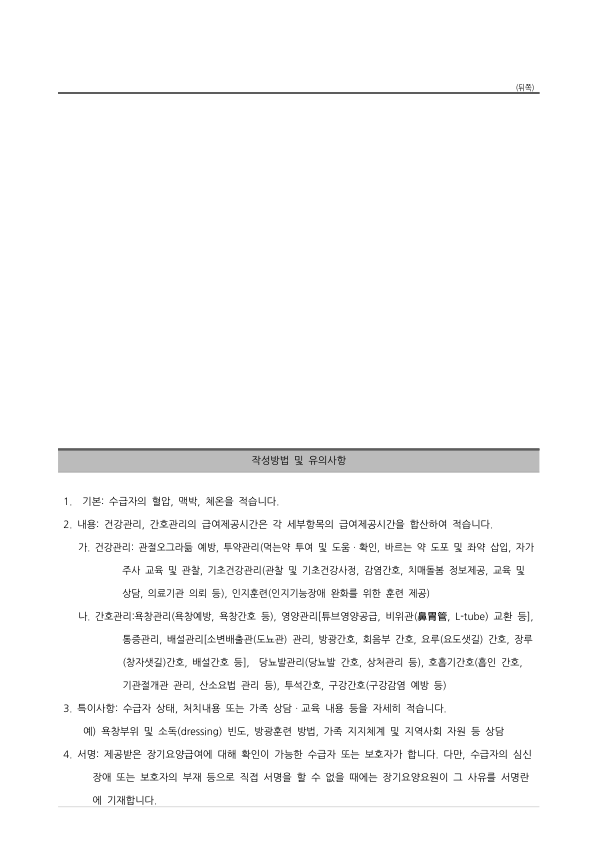 (뒤쪽)
작성방법 및 유의사항
1. 기본: 수급자의 혈압, 맥박, 체온을 적습니다.
2. 내용: 건강관리, 간호관리의 급여제공시간은 각 세부항목의 급여제공시간을 합산하여 적습니다.
가. 건강관리: 관절오그라듦 예방, 투약관리(먹는약 투여 및 도움ㆍ확인, 바르는 약 도포 및 좌약 삽입, 자가
주사 교육 및 관찰, 기초건강관리(관찰 및 기초건강사정, 감염간호, 치매돌봄 정보제공, 교육 및
상담, 의료기관 의뢰 등), 인지훈련(인지기능장애 완화를 위한 훈련 제공)
나. 간호관리:욕창관리(욕창예방, 욕창간호 등), 영양관리[튜브영양공급, 비위관(鼻胃管, L-tube) 교환 등],
통증관리, 배설관리[소변배출관(도뇨관) 관리, 방광간호, 회음부 간호, 요루(요도샛길) 간호, 장루
(창자샛길)간호, 배설간호 등], 당뇨발관리(당뇨발 간호, 상처관리 등), 호흡기간호(흡인 간호,
기관절개관 관리, 산소요법 관리 등), 투석간호, 구강간호(구강감염 예방 등)
3. 특이사항: 수급자 상태, 처치내용 또는 가족 상담ㆍ교육 내용 등을 자세히 적습니다.
예) 욕창부위 및 소독(dressing) 빈도, 방광훈련 방법, 가족 지지체계 및 지역사회 자원 등 상담
4. 서명: 제공받은 장기요양급여에 대해 확인이 가능한 수급자 또는 보호자가 합니다. 다만, 수급자의 심신
장애 또는 보호자의 부재 등으로 직접 서명을 할 수 없을 때에는 장기요양요원이 그 사유를 서명란
에 기재합니다.